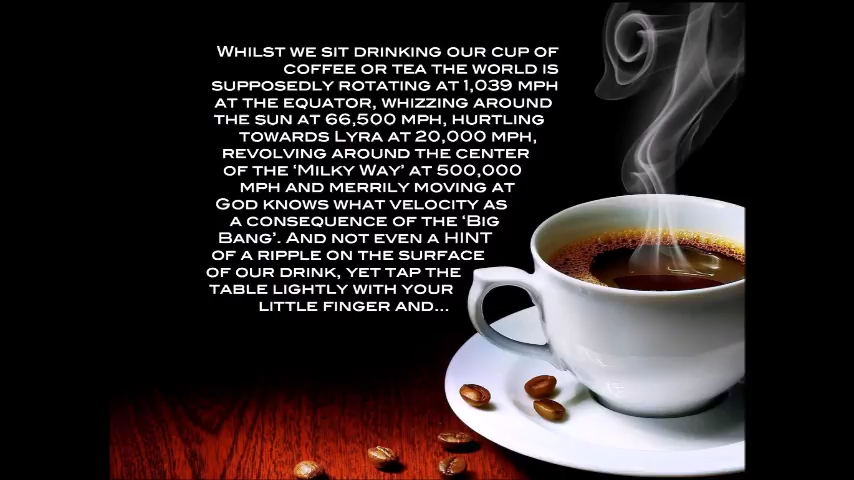 Whilst we sit drinking our cup of
coffee or tea the world is
supposedly rotating at 1,039 mph
at the equator, whizzing around
the sun at 66,500 mph, hurtling
towards Lyra at 20,000 mph,
revolving around the center
of the ‘Milky Way’ at 500,000
mph and merrily moving at
God knows what velocity as
a consequence of the ‘Big
Bang’. And not even a HINT
of a ripple on the surface
of our drink, yet tap the
table lightly with your
little finger and...